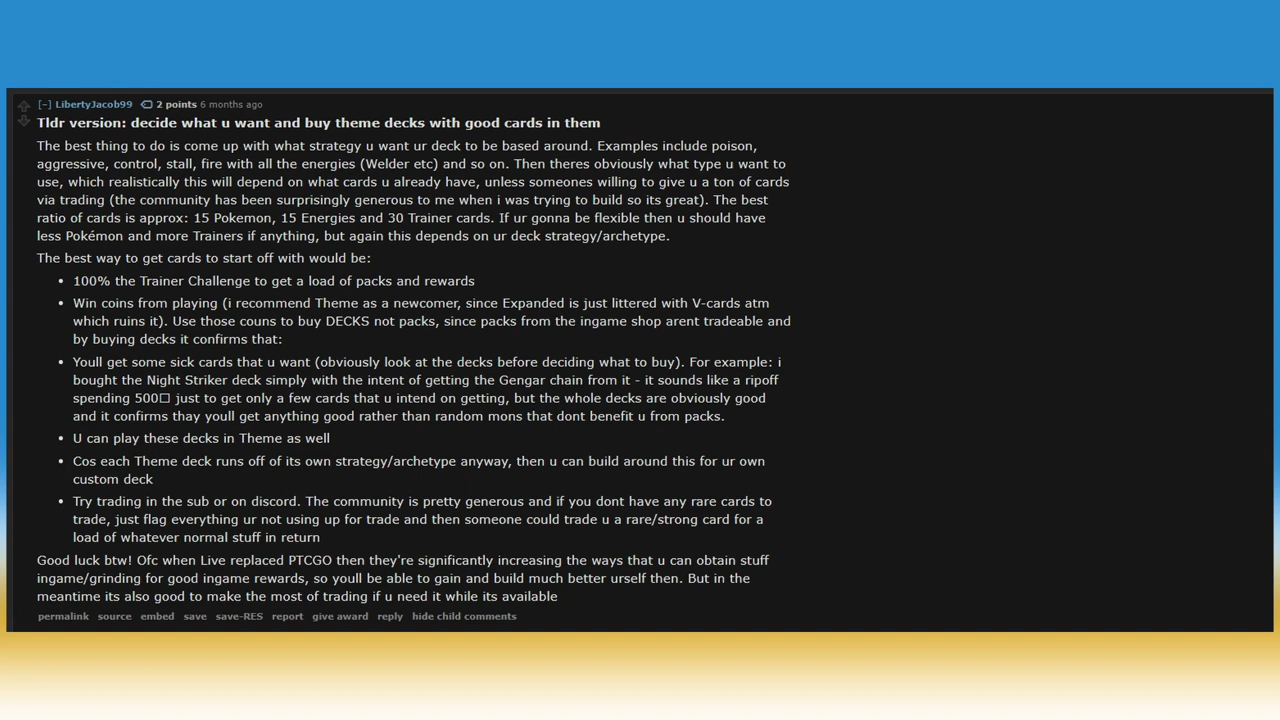 [–] LibertyJacob99 2 points 6 months ago
Tldr version: decide what u want and buy theme decks with good cards in them
The best thing to do is come up with what strategy u want ur deck to be based around. Examples include poison,
aggressive, control, stall, fire with all the energies (Welder etc) and so on. Then theres obviously what type u want to
use, which realistically this will depend on what cards u already have, unless someones willing to give u a ton of cards
via trading (the community has been surprisingly generous to me when i was trying to build so its great). The best
ratio of cards is approx: 15 Pokemon, 15 Energies and 30 Trainer cards. If ur gonna be flexible then u should have
less Pokémon and more Trainers if anything, but again this depends on ur deck strategy/archetype.
The best way to get cards to start off with would be:
• 100% the Trainer Challenge to get a load of packs and rewards
• Win coins from playing (i recommend Theme as a newcomer, since Expanded is just littered with V-cards atm
which ruins it). Use those couns to buy DECKS not packs, since packs from the ingame shop arent tradeable and
by buying decks it confirms that:
• Youll get some sick cards that u want (obviously look at the decks before deciding what to buy). For example: i
bought the Night Striker deck simply with the intent of getting the Gengar chain from it - it sounds like a ripoff
spending 500□ just to get only a few cards that u intend on getting, but the whole decks are obviously good
and it confirms thay youll get anything good rather than random mons that dont benefit u from packs.
• U can play these decks in Theme as well
• Cos each Theme deck runs off of its own strategy/archetype anyway, then u can build around this for ur own
custom deck
• Try trading in the sub or on discord. The community is pretty generous and if you dont have any rare cards to
trade, just flag everything ur not using up for trade and then someone could trade u a rare/strong card for a
load of whatever normal stuff in return
Good luck btw! Ofc when Live replaced PTCGO then they're significantly increasing the ways that u can obtain stuff
ingame/grinding for good ingame rewards, so youll be able to gain and build much better urself then. But in the
meantime its also good to make the most of trading if u need it while its available
permalink source embed save save-RES report give award reply hide child comments